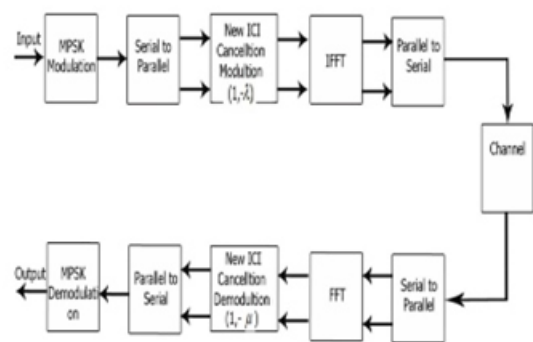 Input
MPSK
Modulation
Serial to
Parallel
New ICI
Cancelltion
Modultion
(1,-λ)
IFFT
Parallel to
Serial
Channel
Output
MPSK
Demodulati
on
Parallel to
Serial
New ICI
Cancelltion
Demodultion
(1,- μ)
FFT
Serial to
Parallel